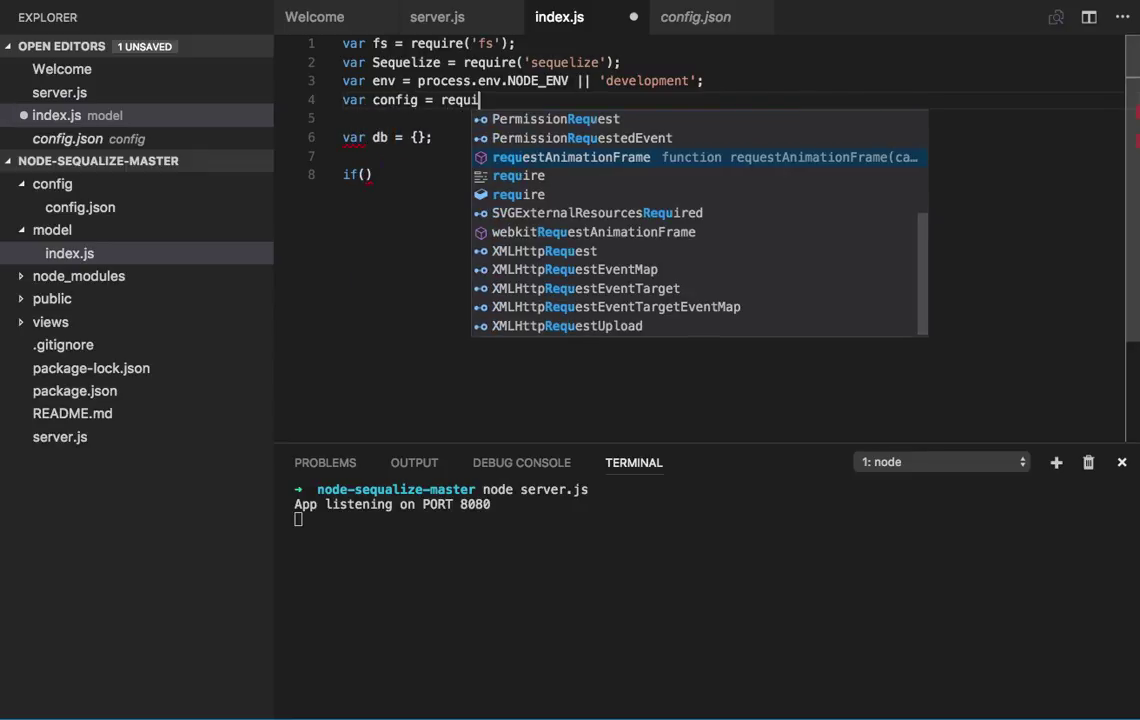 EXPLORER
OPEN EDITORS 1 UNSAVED
Welcome
server.js
index.js model
config.json config
NODE-SEQUALIZE-MASTER
config
config.json
model
index.js
node_modules
public
views
.gitignore
package-lock.json
package.json
README.md
server.js
Welcome server.js index.js config.json
1 var fs = require('fs');
2 var Sequelize = require('sequelize');
3 var env = process.env.NODE_ENV || 'development';
4 var config = requi
5
6 var db = {};
7
8 if()
PermissionRequest
PermissionRequestedEvent
requestAnimationFrame function requestAnimationFrame(ca…
require
require
SVGExternalResourcesRequired
webkitRequestAnimationFrame
XMLHttpRequest
XMLHttpRequestEventMap
XMLHttpRequestEventTarget
XMLHttpRequestEventTargetEventMap
XMLHttpRequestUpload
PROBLEMS OUTPUT DEBUG CONSOLE TERMINAL 1: node
→ node-sequalize-master node server.js
App listening on PORT 8080